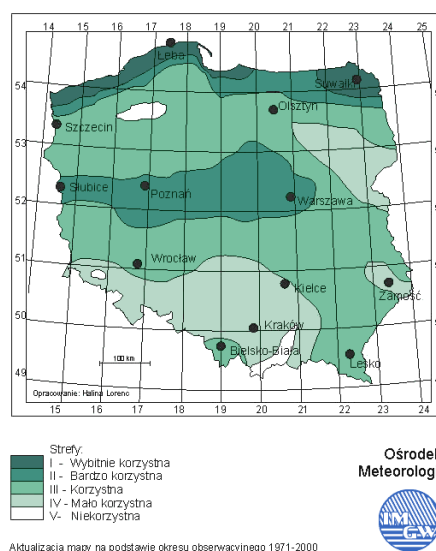 14 15 16 17 18 19 20 21 22 23 24
Łeba
54
Suwałki
Olsztyn
Szczecin
53
52
Słubice
Poznań
Warszawa
51
Wrocław
Kielce
Zamość
50
Kraków
Bielsko-Biała
100 km
Lesko
49
Opracowanie: Halina Lorenc
15 16 17 18 19 20 21 22 23 24
Strefy:
I - Wybitnie korzystna
II - Bardzo korzystna
III - Korzystna
IV - Mało korzystna
V- Niekorzystna
Ośrodek
Meteorolog
IMGW
Aktualizacja mapy na podstawie okresu obserwacyjnego 1971-2000